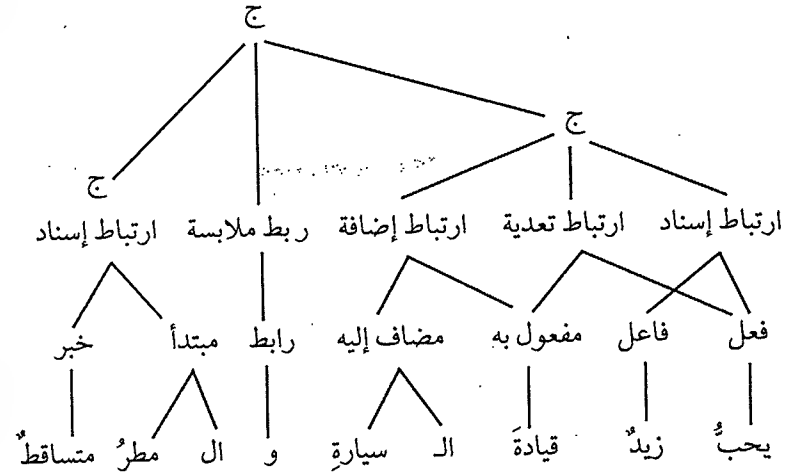 ج
ج
ج
ارتباط إسناد ارتباط تعدية ارتباط إضافة ربط ملابسة ارتباط إسناد
فعل فاعل مفعول به مضاف إليه رابط مبتدأ خبر
يحبُّ زيدٌ قيادةَ الـ سيارةِ و ال مطرُ متساقطٌ